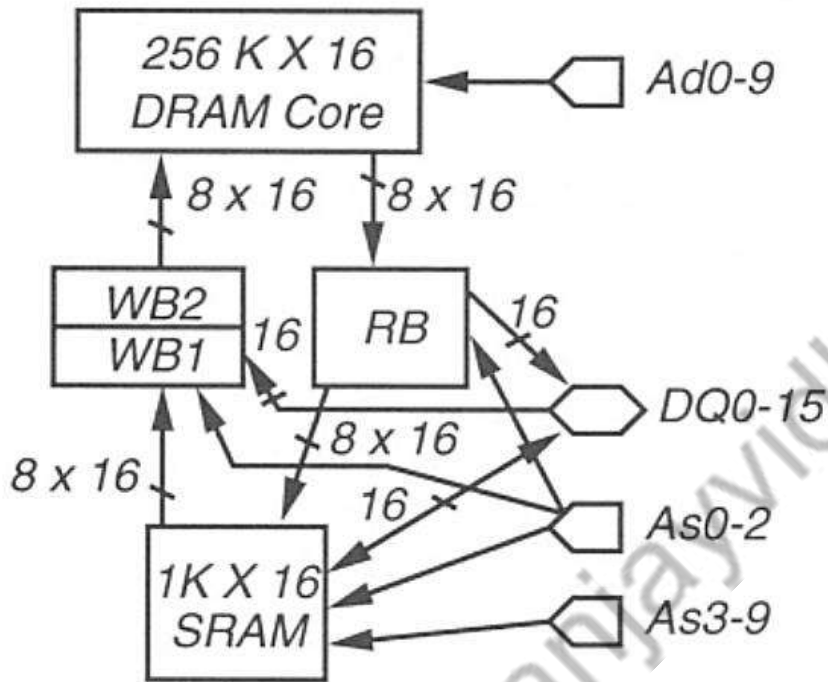 256 K X 16
DRAM Core
Ad0-9
8 x 16
8 x 16
WB2
WB1
16
RB
16
DQ0-15
8 x 16
8 x 16
16
As0-2
1K X 16
SRAM
As3-9